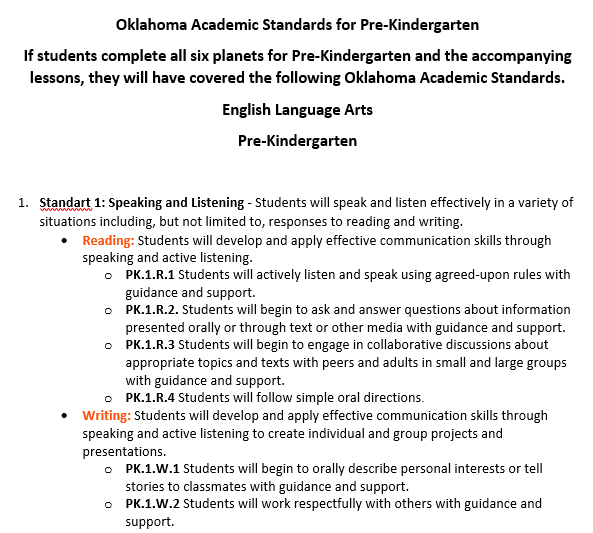 Oklahoma Academic Standards for Pre-Kindergarten
If students complete all six planets for Pre-Kindergarten and the accompanying
lessons, they will have covered the following Oklahoma Academic Standards.
English Language Arts
Pre-Kindergarten
1. Standart 1: Speaking and Listening - Students will speak and listen effectively in a variety of
situations including, but not limited to, responses to reading and writing.
• Reading: Students will develop and apply effective communication skills through
speaking and active listening.
o PK.1.R.1 Students will actively listen and speak using agreed-upon rules with
guidance and support.
o PK.1.R.2. Students will begin to ask and answer questions about information
presented orally or through text or other media with guidance and support.
o PK.1.R.3 Students will begin to engage in collaborative discussions about
appropriate topics and texts with peers and adults in small and large groups
with guidance and support.
o PK.1.R.4 Students will follow simple oral directions.
• Writing: Students will develop and apply effective communication skills through
speaking and active listening to create individual and group projects and
presentations.
o PK.1.W.1 Students will begin to orally describe personal interests or tell
stories to classmates with guidance and support.
o PK.1.W.2 Students will work respectfully with others with guidance and
support.